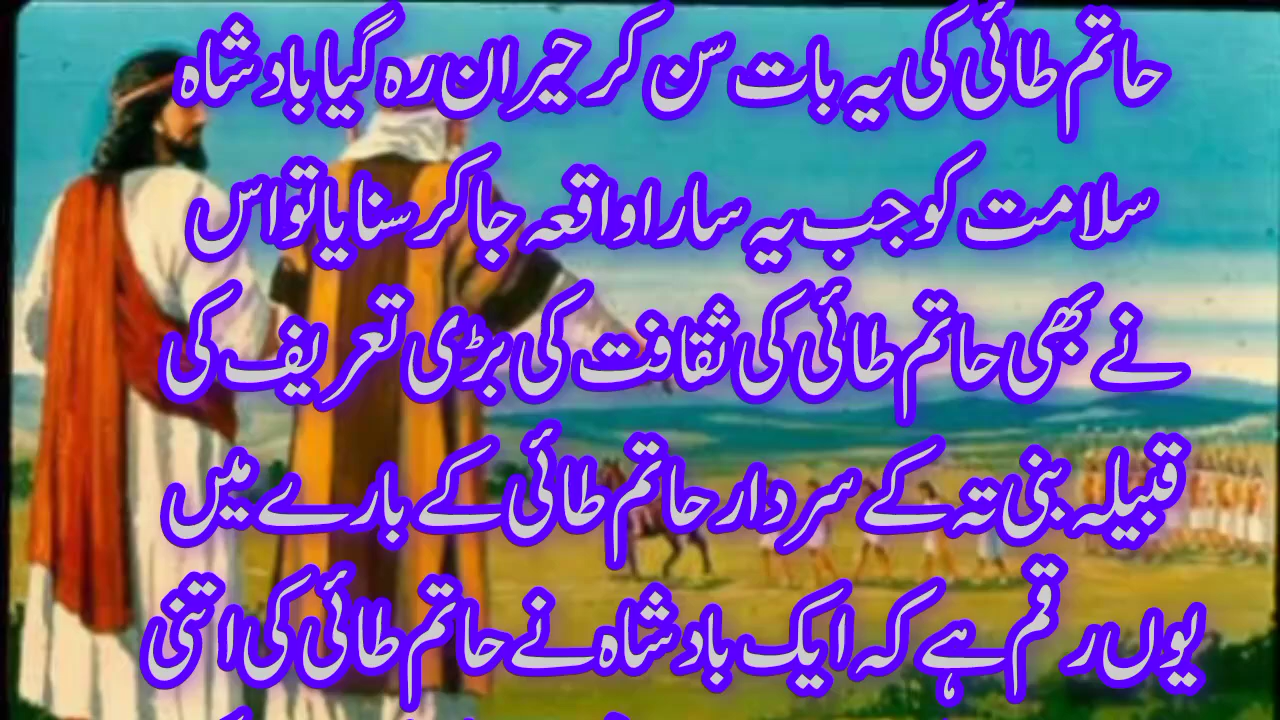 حاتم طائی کی یہ بات سن کر حیران رہ گیا بادشاہ
سلامت کو جب یہ سارا واقعہ جا کر سنایا تو اس
نے بھی حاتم طائی کی ثقافت کی بڑی تعریف کی
قبیلہ بنی تہ کے سردار حاتم طائی کے بارے میں
یوں رقم ہے کہ ایک بادشاہ نے حاتم طائی کی اتنی